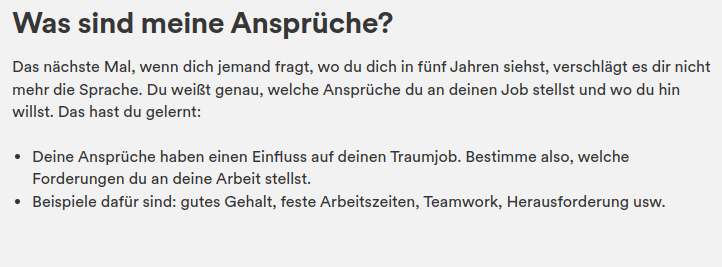 Was sind meine Ansprüche?
Das nächste Mal, wenn dich jemand fragt, wo du dich in fünf Jahren siehst, verschlägt es dir nicht
mehr die Sprache. Du weißt genau, welche Ansprüche du an deinen Job stellst und wo du hin
willst. Das hast du gelernt:
• Deine Ansprüche haben einen Einfluss auf deinen Traumjob. Bestimme also, welche
Forderungen du an deine Arbeit stellst.
• Beispiele dafür sind: gutes Gehalt, feste Arbeitszeiten, Teamwork, Herausforderung usw.